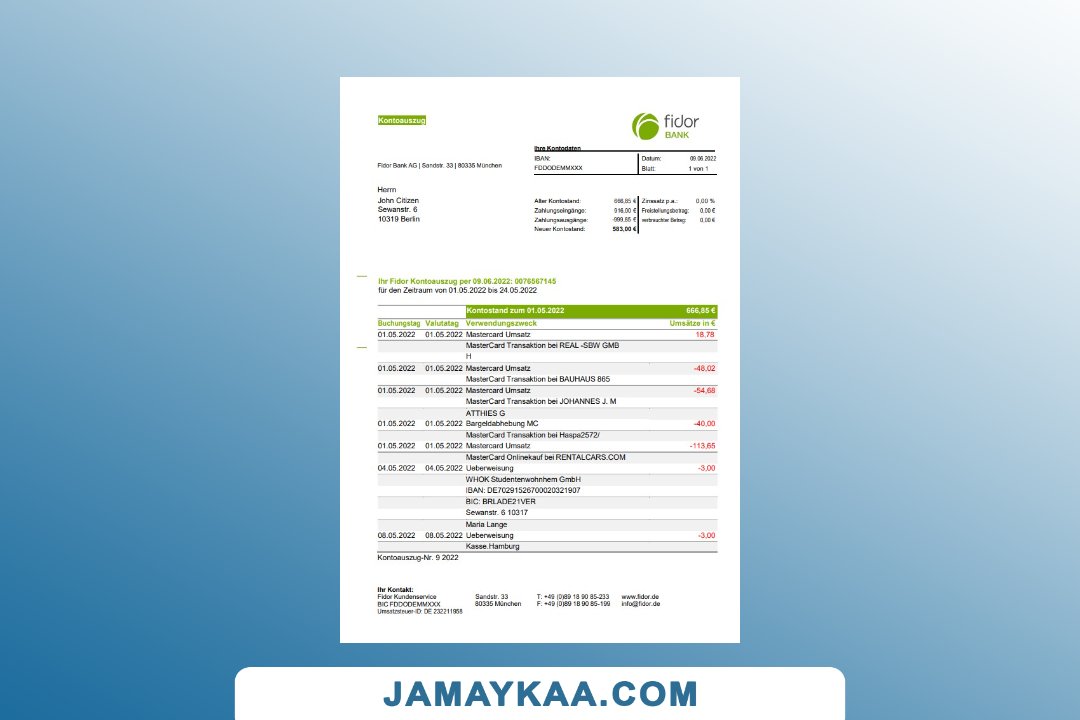 Kontoauszug
fidor
BANK
Ihre Kontodaten
IBAN: Datum: 09.06.2022
FDDODEMMXXX Blatt: 1 von 1
Fidor Bank AG | Sandstr. 33 | 80335 München
Herrn
John Citizen
Sewanstr. 6
10319 Berlin
Alter Kontostand: 666,85 € Zinssatz p.a.: 0,00 %
Zahlungseingänge: 916,00 € Freistellungsbetrag: 0,00 €
Zahlungsausgänge: -999,85 € verbrauchter Betrag: 0,00 €
Neuer Kontostand: 583,00 €
Ihr Fidor Kontoauszug per 09.06.2022: 0076567145
für den Zeitraum von 01.05.2022 bis 24.05.2022
Kontostand zum 01.05.2022 666,85 €
Buchungstag Valutatag Verwendungszweck Umsätze in €
01.05.2022 01.05.2022 Mastercard Umsatz 18,78
MasterCard Transaktion bei REAL -SBW GMB
H
01.05.2022 01.05.2022 Mastercard Umsatz -48,02
MasterCard Transaktion bei BAUHAUS 865
01.05.2022 01.05.2022 Mastercard Umsatz -54,68
MasterCard Transaktion bei JOHANNES J. M
ATTHIES G
01.05.2022 01.05.2022 Bargeldabhebung MC -40,00
MasterCard Transaktion bei Haspa2572/
01.05.2022 01.05.2022 Mastercard Umsatz -113,65
MasterCard Onlinekauf bei RENTALCARS.COM
04.05.2022 04.05.2022 Ueberweisung -3,00
WHOK Studentenwohnhem GmbH
IBAN: DE70291526700020321907
BIC: BRLADE21VER
Sewanstr. 6 10317
Maria Lange
08.05.2022 08.05.2022 Ueberweisung -3,00
Kasse.Hamburg
Kontoauszug-Nr. 9 2022
Ihr Kontakt:
Fidor Kundenservice Sandstr. 33 T: +49 (0)89 18 90 85-233 www.fidor.de
BIC FDDODEMMXXX 80335 München F: +49 (0)89 18 90 85-199 info@fidor.de
Umsatzsteuer-ID: DE 232211958
JAMAYKAA.COM